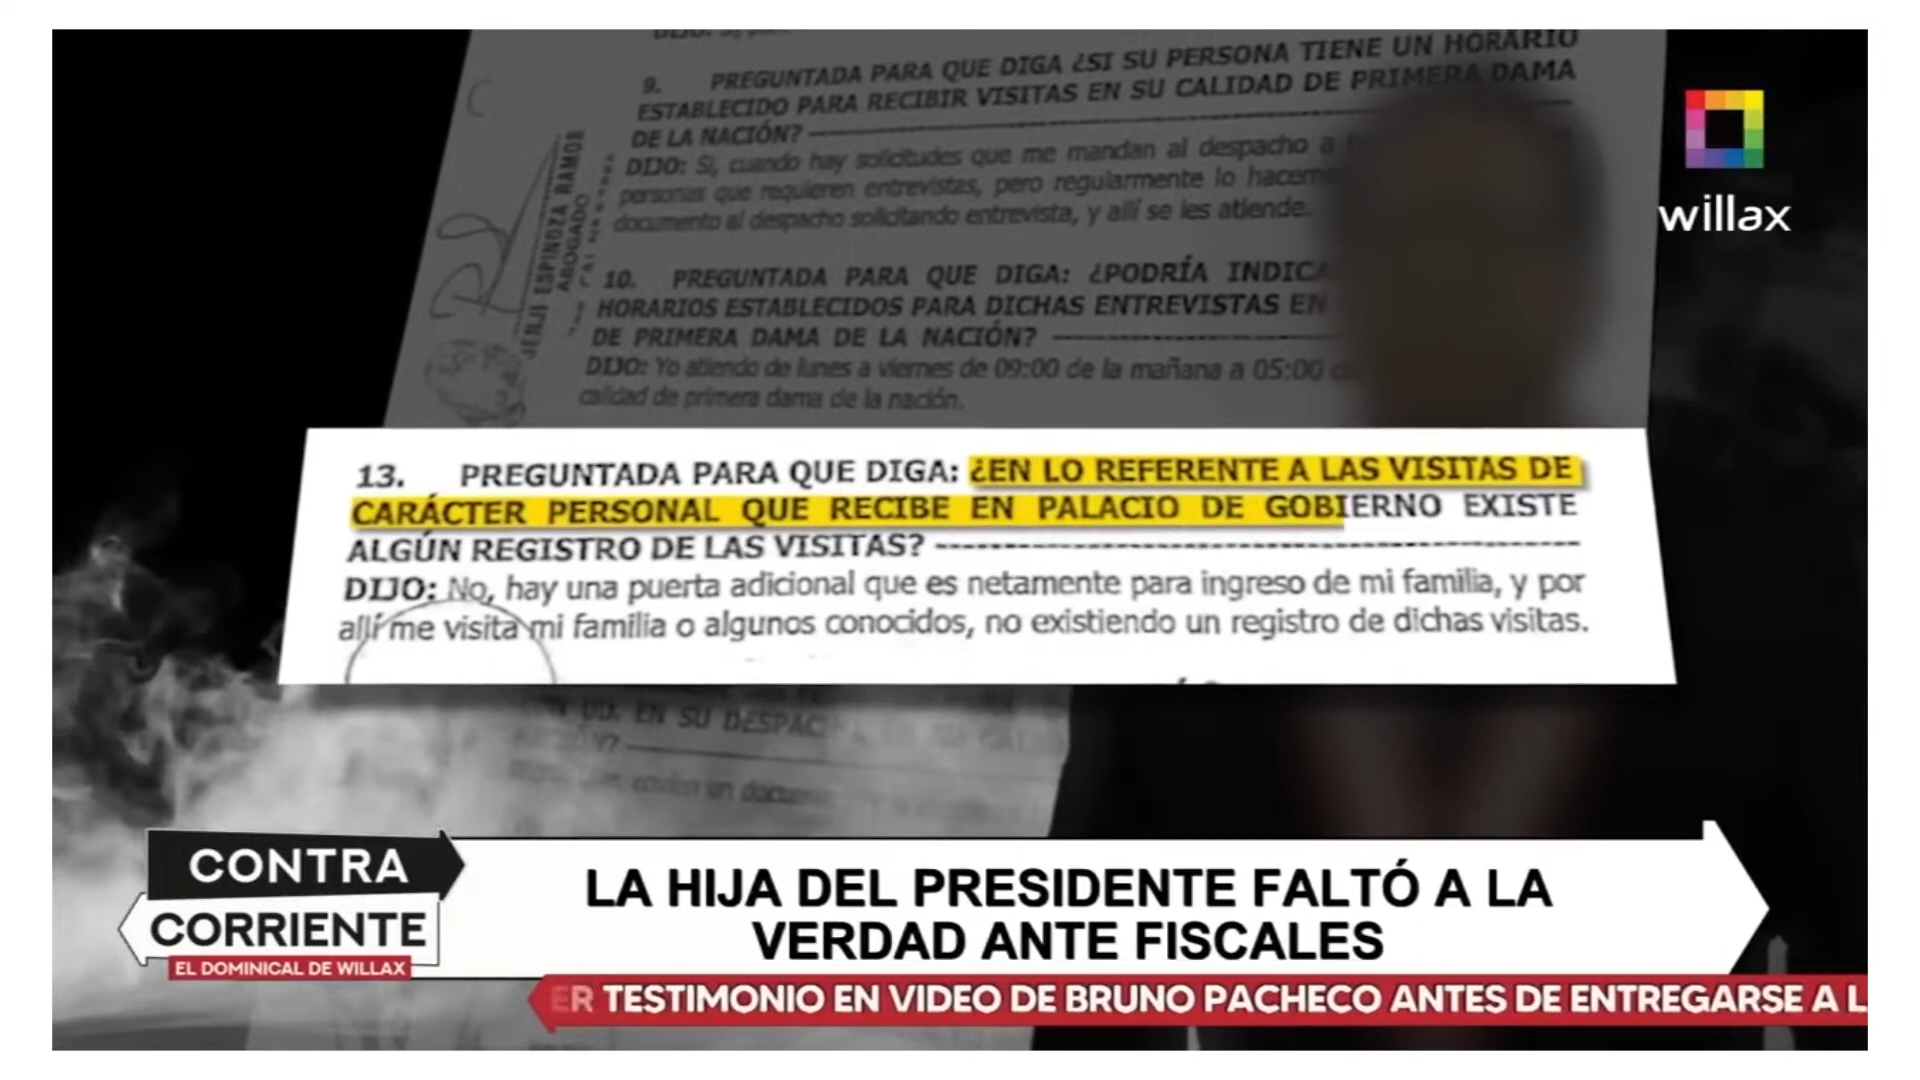 9. PREGUNTADA PARA QUE DIGA ¿SI SU PERSONA TIENE UN HORARIO
ESTABLECIDO PARA RECIBIR VISITAS EN SU CALIDAD DE PRIMERA DAMA
DE LA NACIÓN?
DIJO: Si, cuando hay solicitudes que me mandan al despacho a
personas que requieren entrevistas, pero regularmente lo hacemo
documento al despacho solicitando entrevista, y allí se les atiende.
JENJI ESPINOZA RAMOS
ABOGADO
10. PREGUNTADA PARA QUE DIGA: ¿PODRÍA INDICA
HORARIOS ESTABLECIDOS PARA DICHAS ENTREVISTAS EN
DE PRIMERA DAMA DE LA NACIÓN?
DIJO: Yo atiendo de lunes a viernes de 09:00 de la mañana a 05:00
calidad de primera dama de la nación.
willax
13. PREGUNTADA PARA QUE DIGA: ¿EN LO REFERENTE A LAS VISITAS DE
CARÁCTER PERSONAL QUE RECIBE EN PALACIO DE GOBIERNO EXISTE
ALGÚN REGISTRO DE LAS VISITAS?
DIJO: No, hay una puerta adicional que es netamente para ingreso de mi familia, y por
allí me visita mi familia o algunos conocidos, no existiendo un registro de dichas visitas.
UD. EN SU DESPAC
CONTRA
CORRIENTE
EL DOMINICAL DE WILLAX
LA HIJA DEL PRESIDENTE FALTÓ A LA
VERDAD ANTE FISCALES
ER TESTIMONIO EN VIDEO DE BRUNO PACHECO ANTES DE ENTREGARSE A L